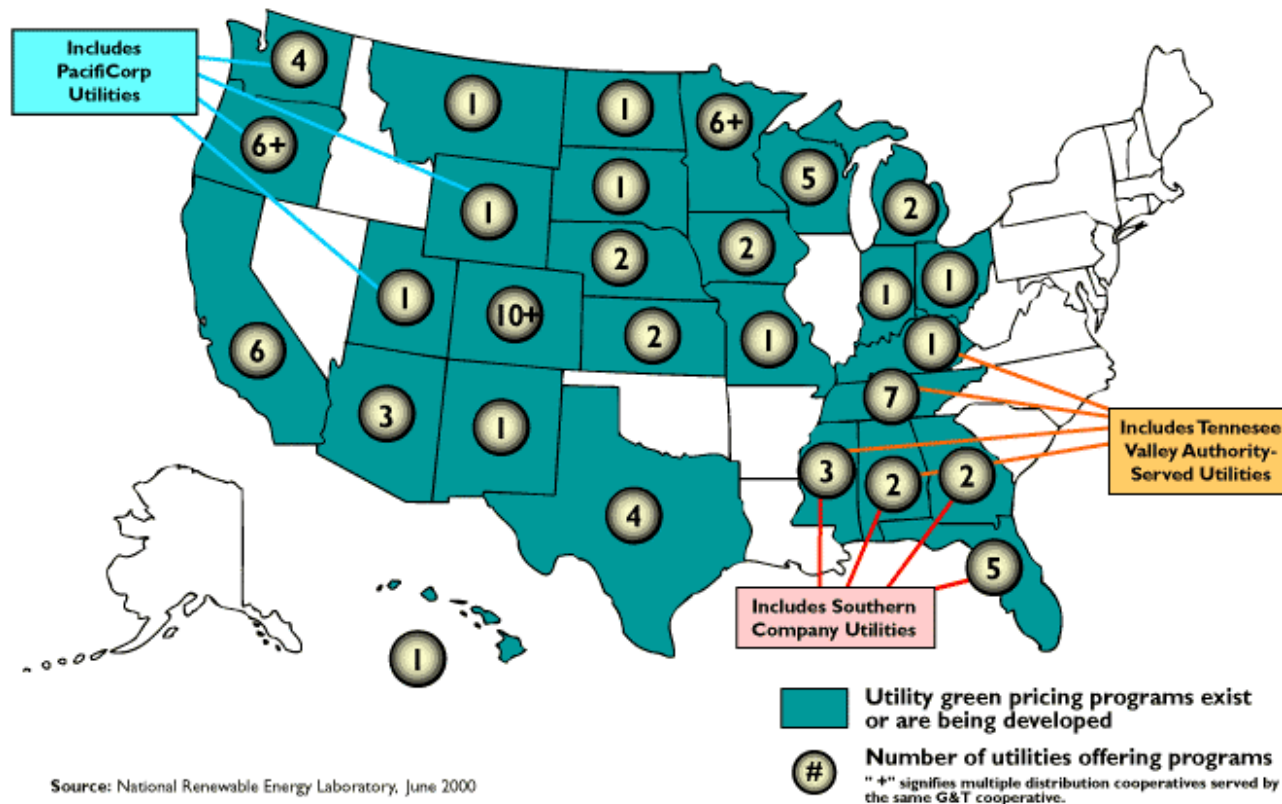 Includes
PacifiCorp
Utilities
4
1
1
6+
6+
5
1
2
1
2
2
1
1
1
10+
2
1
1
6
3
1
7
3
2
2
4
5
1
Includes Tennesee
Valley Authority-
Served Utilities
Includes Southern
Company Utilities
Utility green pricing programs exist
or are being developed
#
Number of utilities offering programs
"+" signifies multiple distribution cooperatives served by
the same G&T cooperative.
Source: National Renewable Energy Laboratory, June 2000